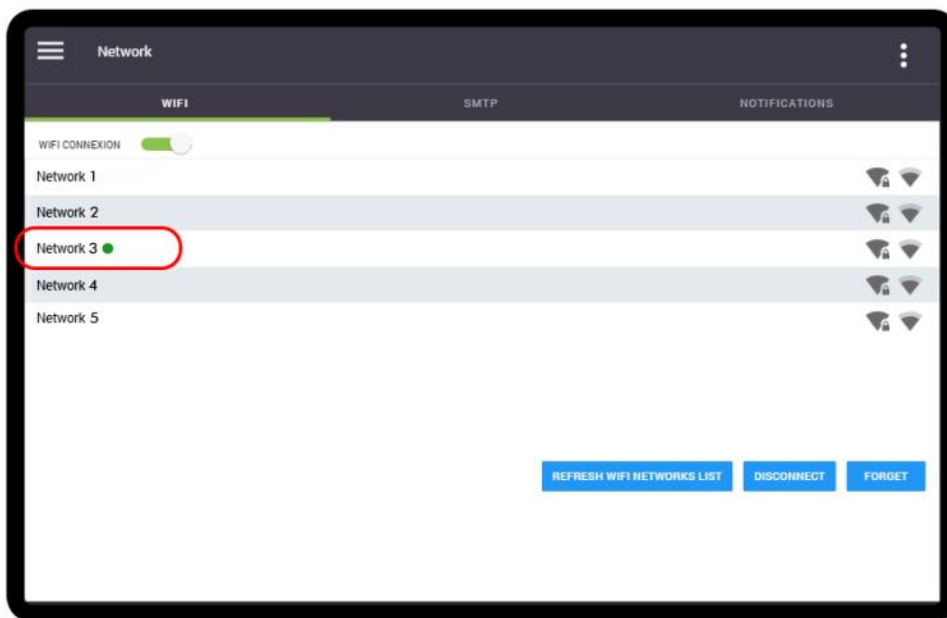 Network
WIFI SMTP NOTIFICATIONS
WIFI CONNEXION
Network 1
Network 2
Network 3
Network 4
Network 5
REFRESH WIFI NETWORKS LIST DISCONNECT FORGET